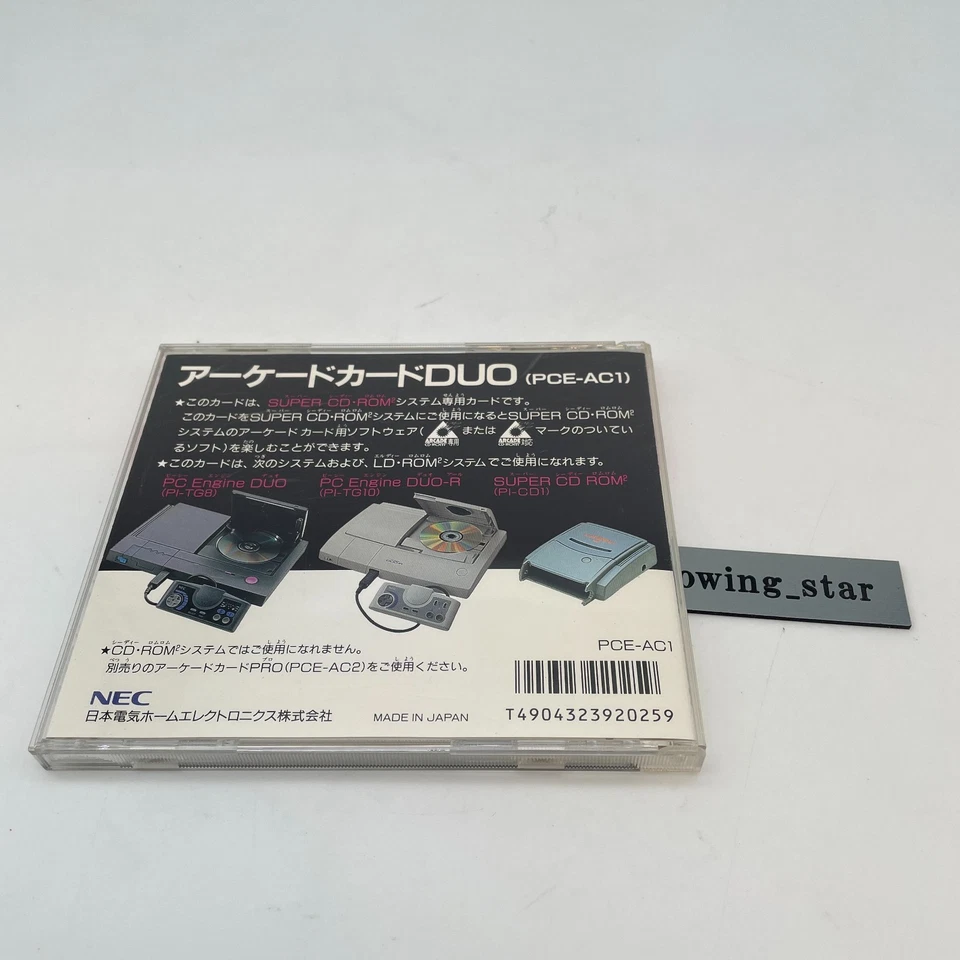 アーケードカードDUO (PCE-AC1)
★このカードは、SUPER CD・ROM²システム専用カードです。
このカードをSUPER CD・ROM²システムにご使用になるとSUPER CD・ROM²
システムのアーケードカード用ソフトウェア( ARCADE CD-ROM² 専用 または ARCADE CD-ROM² 対応 マークのついてい
るソフト)を楽しむことができます。
★このカードは、次のシステムおよび、LD・ROM²システムでご使用になれます。
PC Engine DUO
(PI-TG8)
PC Engine DUO-R
(PI-TG10)
SUPER CD ROM²
(PI-CD1)
★CD・ROM²システムではご使用になれません。
別売りのアーケードカードPRO(PCE-AC2)をご使用ください。
NEC
日本電気ホームエレクトロニクス株式会社
MADE IN JAPAN
PCE-AC1
T4904323920259
owing_star